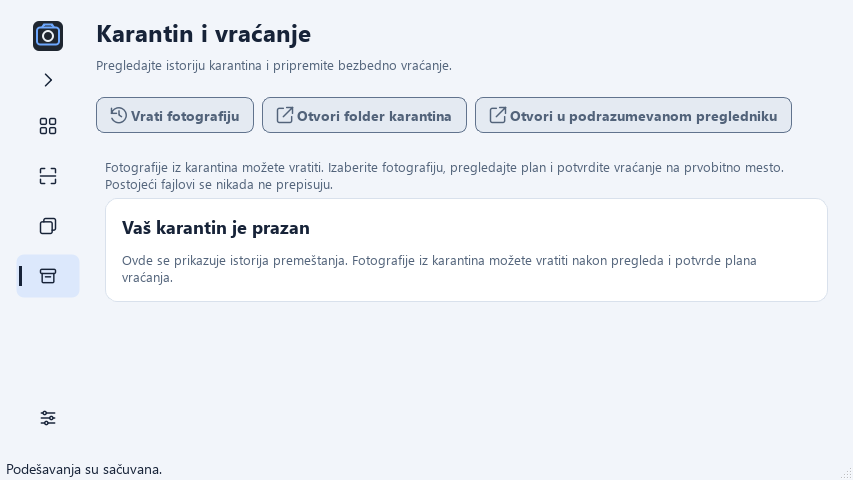 Karantin i vraćanje
Pregledajte istoriju karantina i pripremite bezbedno vraćanje.
Vrati fotografiju
Otvori folder karantina
Otvori u podrazumevanom pregledniku
Fotografije iz karantina možete vratiti. Izaberite fotografiju, pregledajte plan i potvrdite vraćanje na prvobitno mesto.
Postojeći fajlovi se nikada ne prepisuju.
Vaš karantin je prazan
Ovde se prikazuje istorija premeštanja. Fotografije iz karantina možete vratiti nakon pregleda i potvrde plana
vraćanja.
Podešavanja su sačuvana.